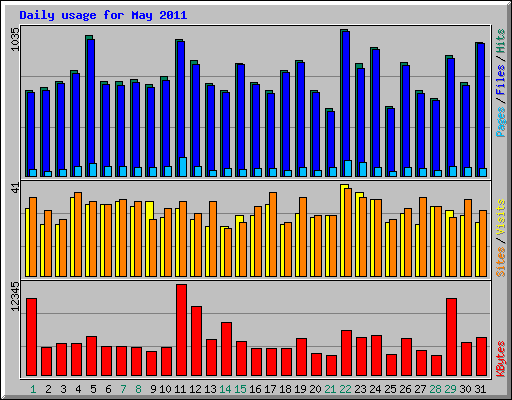 Daily usage for May 2011
1035
Pages / Files / Hits
41
Sites / Visits
12345
KBytes
1 2 3 4 5 6 7 8 9 10 11 12 13 14 15 16 17 18 19 20 21 22 23 24 25 26 27 28 29 30 31